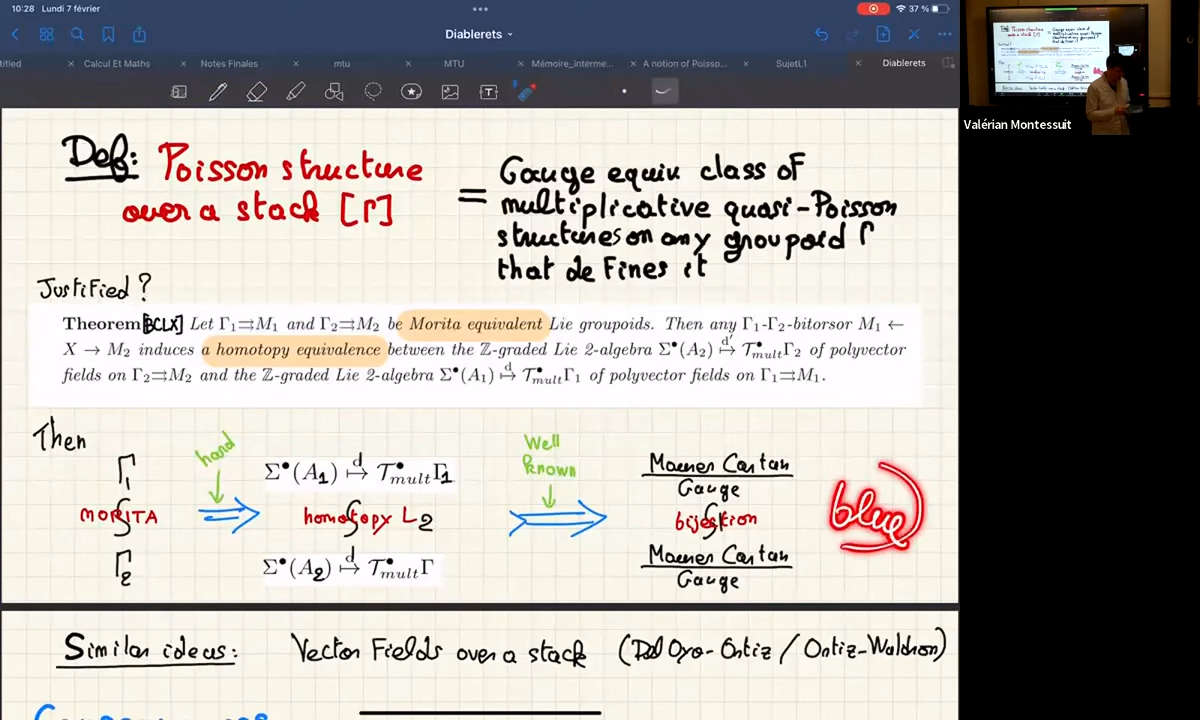 10:28 Lundi 7 février
37 %
Diablerets
titled
Calcul Et Maths
Notes Finales
mtu
MTU
Mémoire_interme...
A notion of Poisso...
SujetL1
Diablerets
Valérian Montessuit
Def: Poisson structure over a stack [Γ]
= Gauge equiv class of
multiplicative quasi-Poisson
structures on any groupoid Γ
that defines it
Justified?
Theorem [BCLX] Let Γ1⇉M1 and Γ2⇉M2 be Morita equivalent Lie groupoids. Then any Γ1-Γ2-bitorsor M1 ←
X → M2 induces a homotopy equivalence between the ℤ-graded Lie 2-algebra Σ•(A2) d'↦ T•multΓ2 of polyvector
fields on Γ2⇉M2 and the ℤ-graded Lie 2-algebra Σ•(A1) d↦ T•multΓ1 of polyvector fields on Γ1⇉M1.
Then
Γ1
MORITA
Γ2
hard
Σ•(A1) d↦ T•multΓ1
homotopy L2
Σ•(A2) d↦ T•multΓ
Well
known
Maurer Cartan
Gauge
bijection
Maurer Cartan
Gauge
blue
Similar ideas: Vector Fields over a stack (Del Oyo-Ortiz / Ortiz-Waldron)